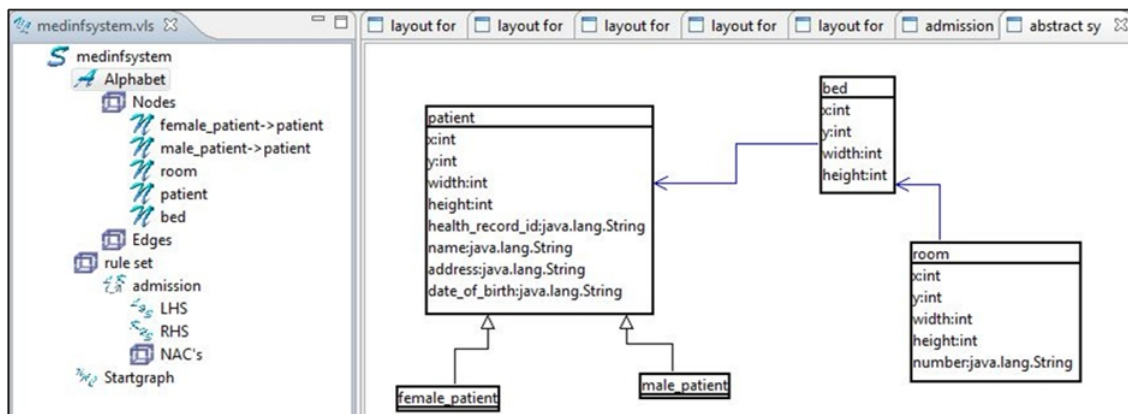 medinfsystem.vls
medinfsystem
Alphabet
Nodes
female_patient->patient
male_patient->patient
room
patient
bed
Edges
rule set
admission
LHS
RHS
NAC's
Startgraph
layout for
layout for
layout for
layout for
layout for
admission
abstract sy
patient
x:int
y:int
width:int
height:int
health_record_id:java.lang.String
name:java.lang.String
address:java.lang.String
date_of_birth:java.lang.String
female_patient
male_patient
bed
x:int
y:int
width:int
height:int
room
x:int
y:int
width:int
height:int
number:java.lang.String